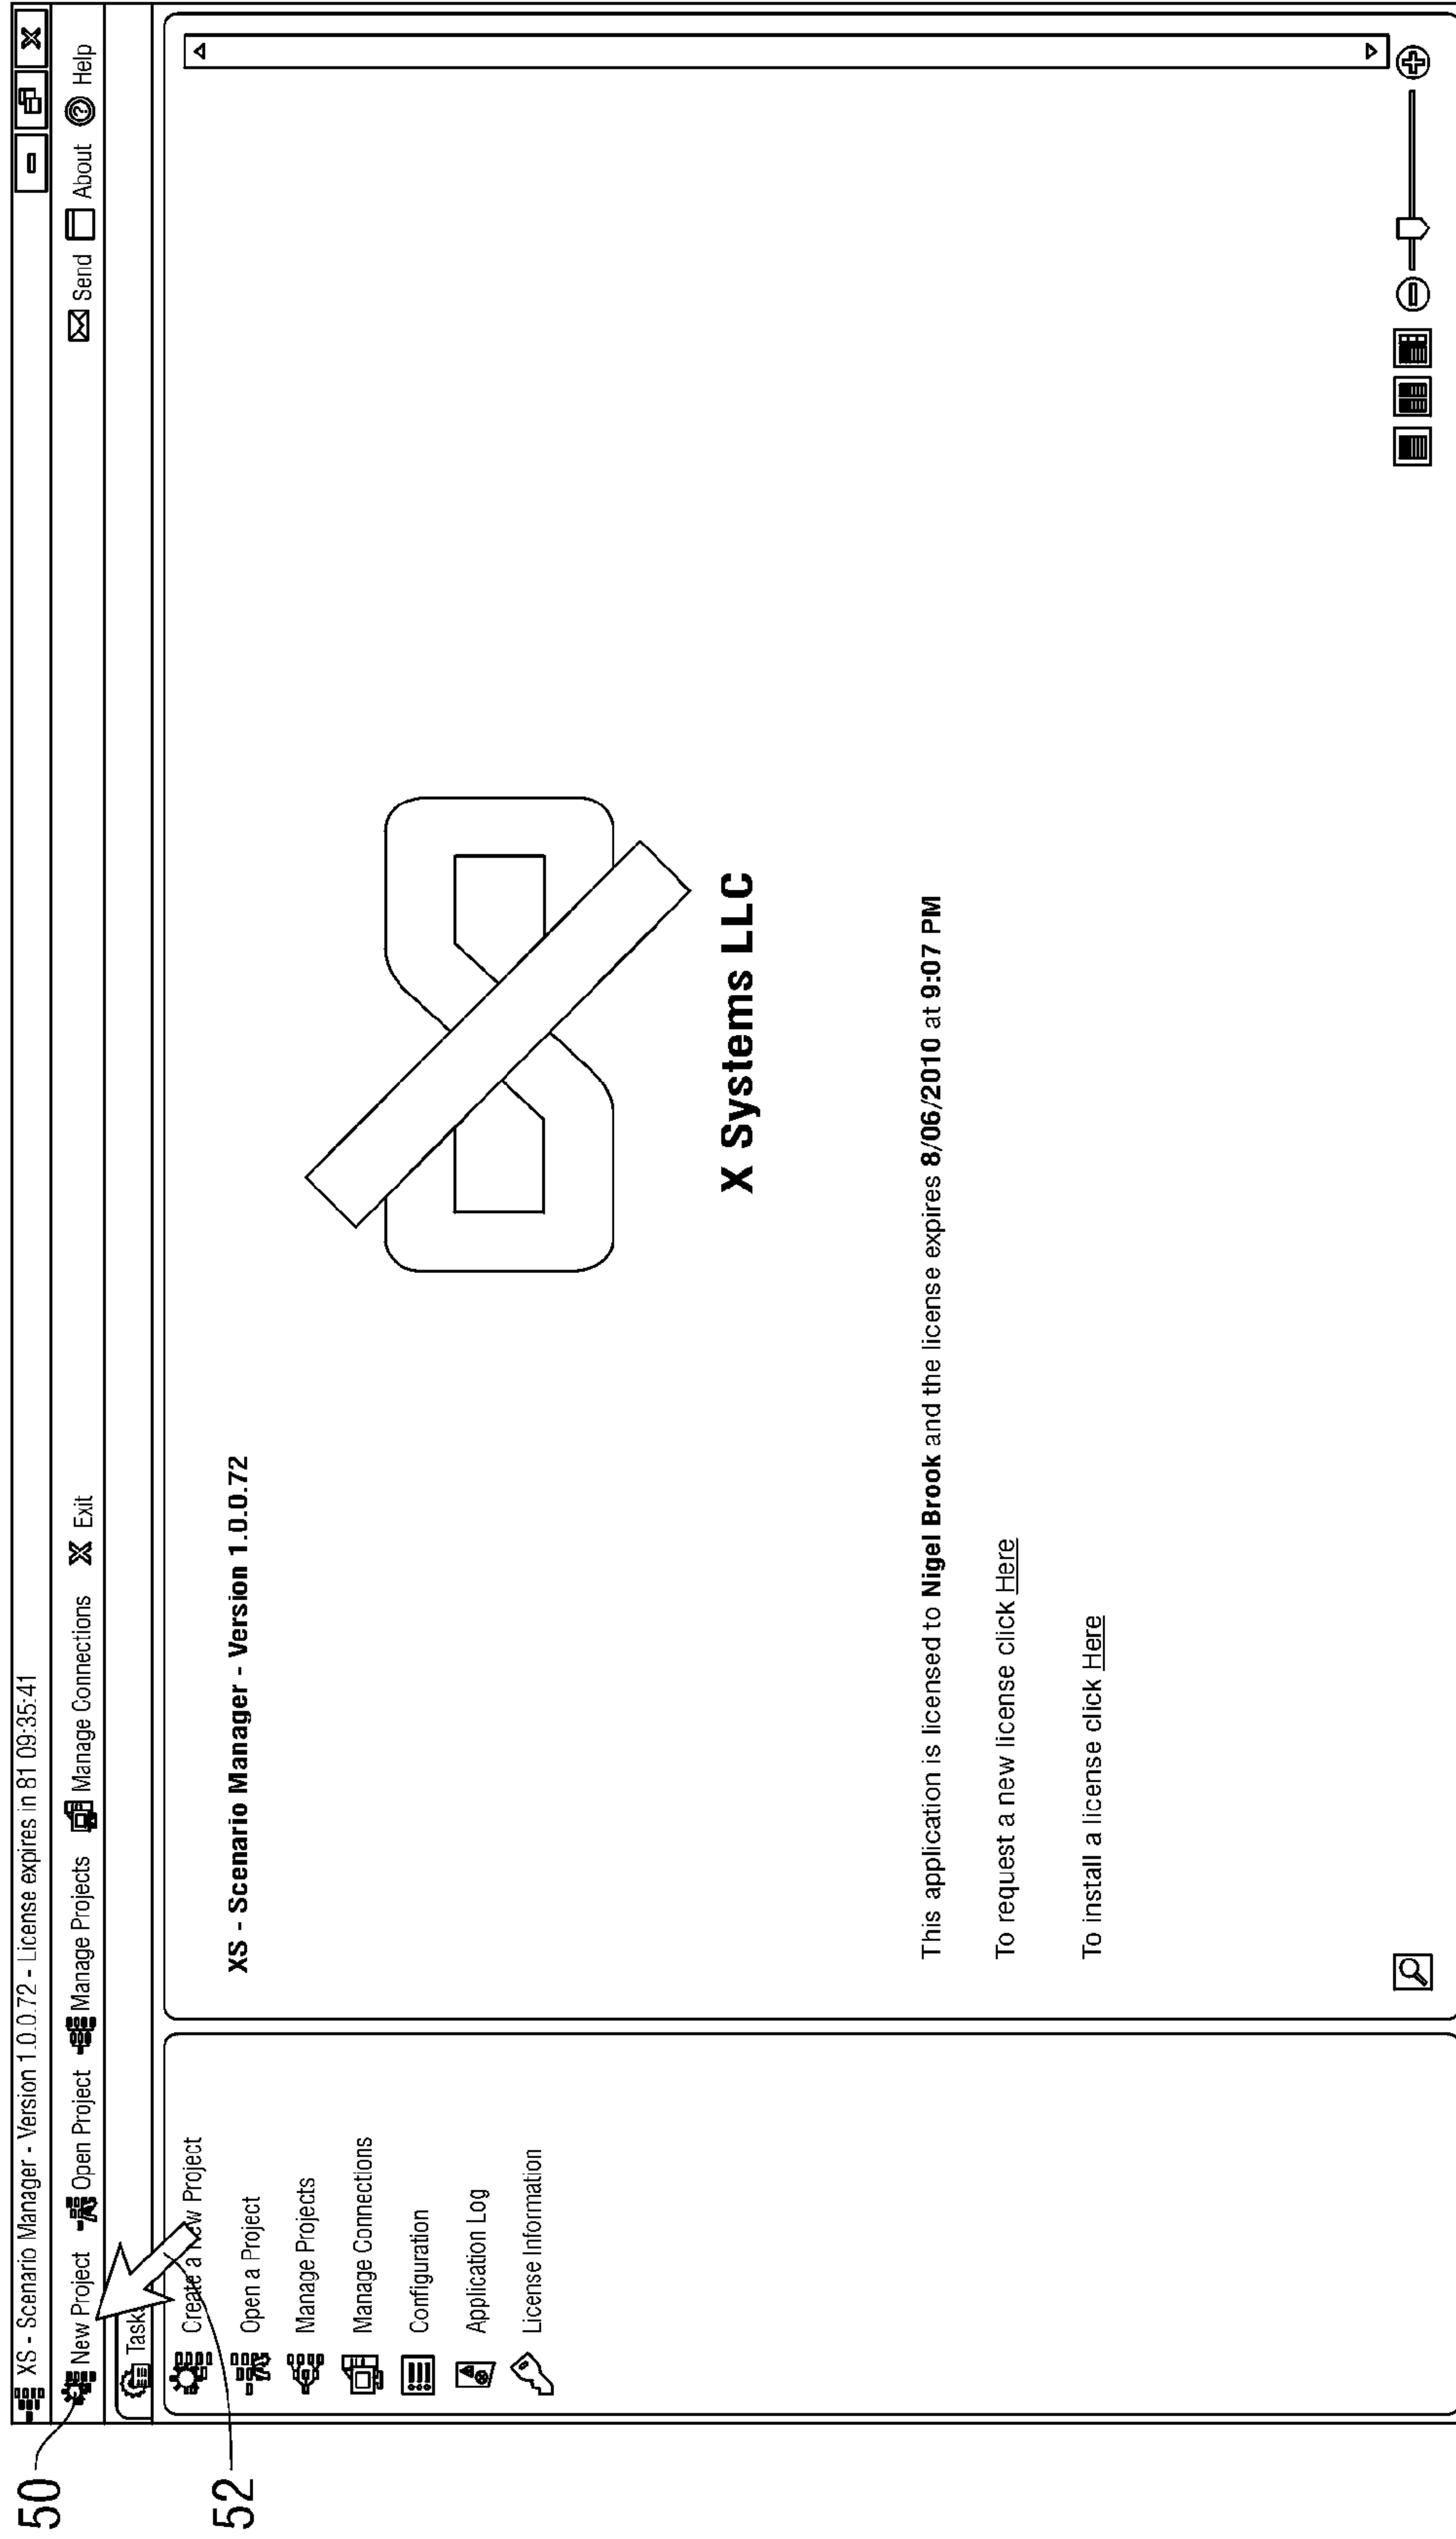 XS - Scenario Manager - Version 1.0.0.72 - License expires in 81 09:35:41
New Project Open Project Manage Projects Manage Connections X Exit Send About Help
Task
Create a New Project
Open a Project
Manage Projects
Manage Connections
Configuration
Application Log
License Information
XS - Scenario Manager - Version 1.0.0.72
X Systems LLC
This application is licensed to Nigel Brook and the license expires 8/06/2010 at 9:07 PM
To request a new license click Here
To install a license click Here
50
52